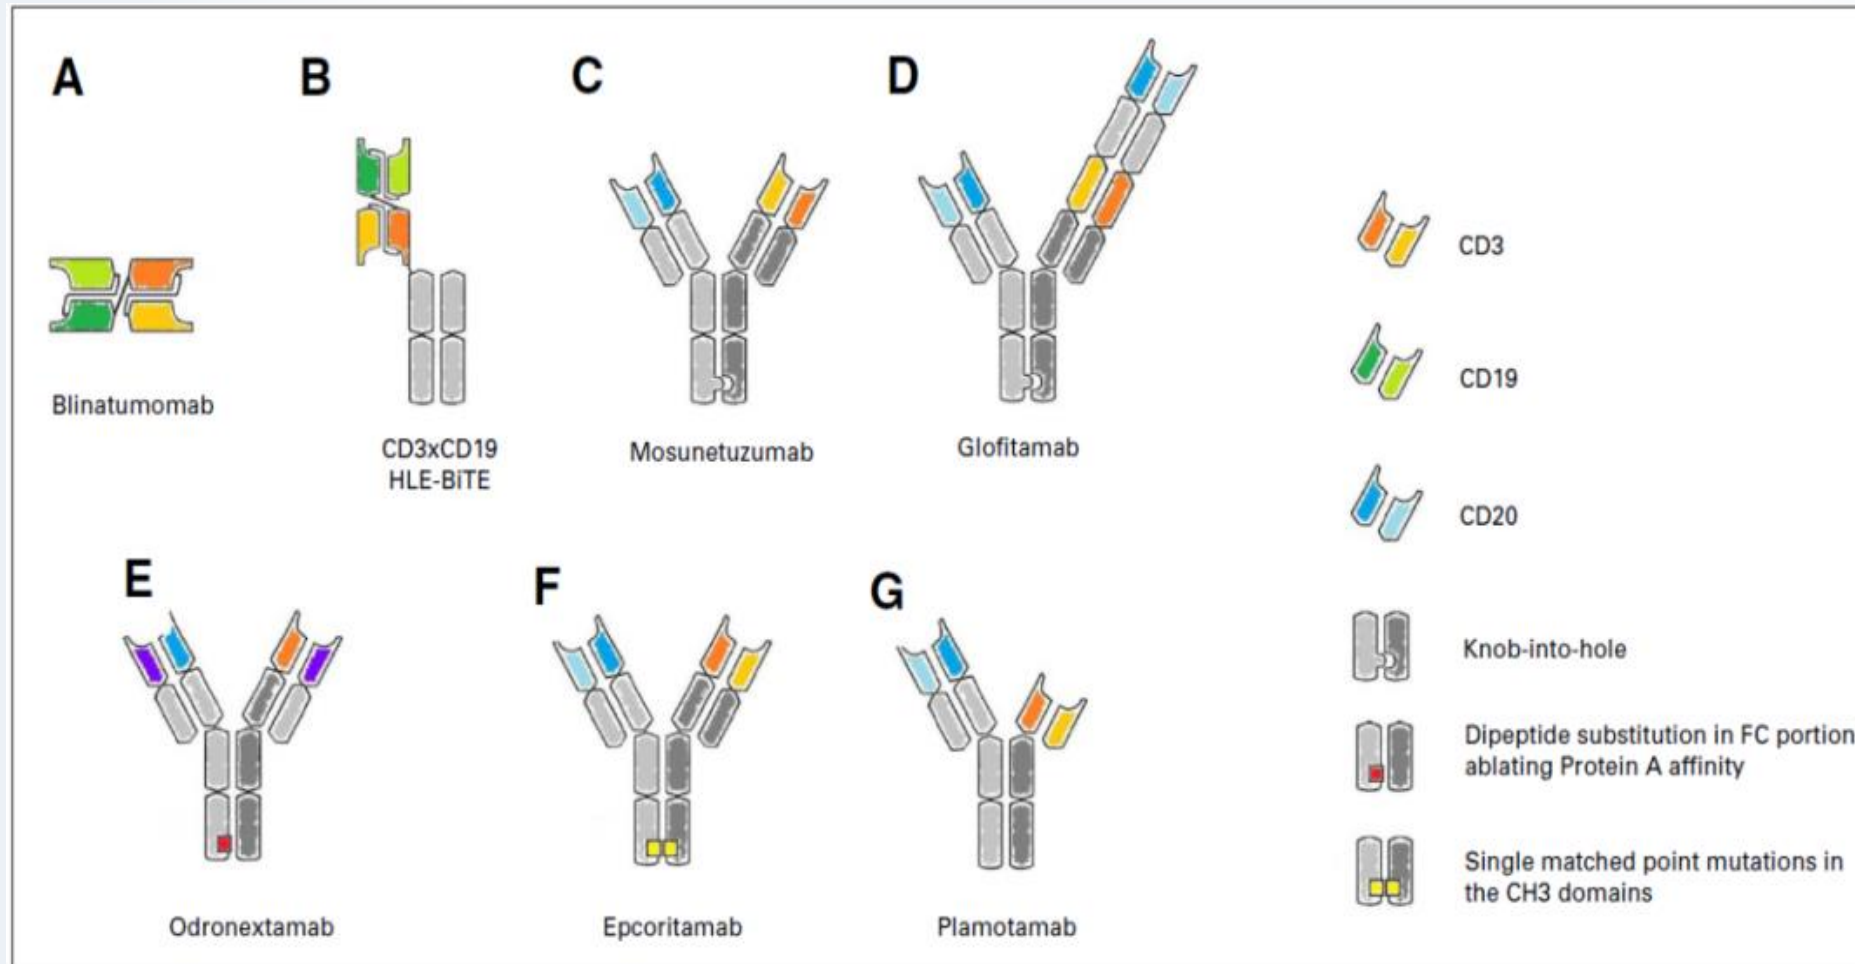 A
B
C
D
Blinatumomab
CD3xCD19
HLE-BiTE
Mosunetuzumab
Glofitamab
E
F
G
Odronextamab
Epcoritamab
Plamotamab
CD3
CD19
CD20
Knob-into-hole
Dipeptide substitution in FC portion
ablating Protein A affinity
Single matched point mutations in
the CH3 domains